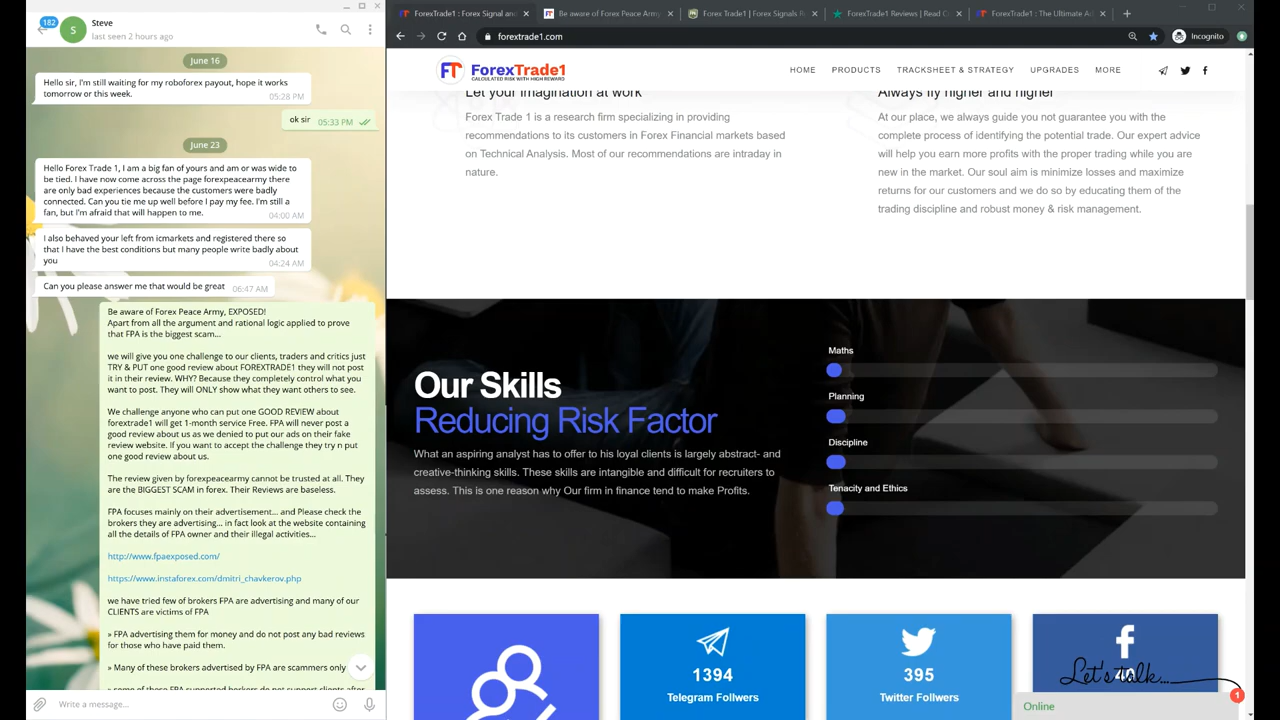 182
S
Steve
last seen 2 hours ago
June 16
Hello sir, I'm still waiting for my roboforex payout, hope it works
tomorrow or this week.
05:28 PM
ok sir
05:33 PM
June 23
Hello Forex Trade 1, I am a big fan of yours and am or was wide to
be tied. I have now come across the page forexpeacearmy there
are only bad experiences because the customers were badly
connected. Can you tie me up well before I pay my fee. I'm still a
fan, but I'm afraid that will happen to me.
04:00 AM
I also behaved your left from icmarkets and registered there so
that I have the best conditions but many people write badly about
you
04:24 AM
Can you please answer me that would be great
06:47 AM
Be aware of Forex Peace Army, EXPOSED!
Apart from all the argument and rational logic applied to prove
that FPA is the biggest scam...
we will give you one challenge to our clients, traders and critics just
TRY & PUT one good review about FOREXTRADE1 they will not post
it in their review. WHY? Because they completely control what you
want to post. They will ONLY show what they want others to see.
We challenge anyone who can put one GOOD REVIEW about
forextrade1 will get 1-month service Free. FPA will never post a
good review about us as we denied to put our ads on their fake
review website. If you want to accept the challenge they try n put
one good review about us.
The review given by forexpeacearmy cannot be trusted at all. They
are the BIGGEST SCAM in forex. Their Reviews are baseless.
FPA focuses mainly on their advertisement... and Please check the
brokers they are advertising... in fact look at the website containing
all the details of FPA owner and their illegal activities...
http://www.fpaexposed.com/
https://www.instaforex.com/dmitri_chavkerov.php
we have tried few of brokers FPA are advertising and many of our
CLIENTS are victims of FPA
» FPA advertising them for money and do not post any bad reviews
for those who have paid them.
» Many of these brokers advertised by FPA are scammers only
» some of these FPA supported borkers do not support clients after
Write a message...
ForexTrade1 : Forex Signal and
Be aware of Forex Peace Army
Forex Trade1 | Forex Signals R
ForexTrade1 Reviews | Read C
ForexTrade1 : The Ultimate A
forextrade1.com
Incognito
FT
ForexTrade1
CALCULATED RISK WITH HIGH REWARD
HOME
PRODUCTS
TRACKSHEET & STRATEGY
UPGRADES
MORE
Let your imagination at work
Forex Trade 1 is a research firm specializing in providing
recommendations to its customers in Forex Financial markets based
on Technical Analysis. Most of our recommendations are intraday in
nature.
Always fly higher and higher
At our place, we always guide you not guarantee you with the
complete process of identifying the potential trade. Our expert advice
will help you earn more profits with the proper trading while you are
new in the market. Our soul aim is minimize losses and maximize
returns for our customers and we do so by educating them of the
trading discipline and robust money & risk management.
Our Skills
Reducing Risk Factor
What an aspiring analyst has to offer to his loyal clients is largely abstract- and
creative-thinking skills. These skills are intangible and difficult for recruiters to
assess. This is one reason why Our firm in finance tend to make Profits.
Maths
Planning
Discipline
Tenacity and Ethics
1394
Telegram Follwers
395
Twitter Follwers
Let's talk...
Online
1